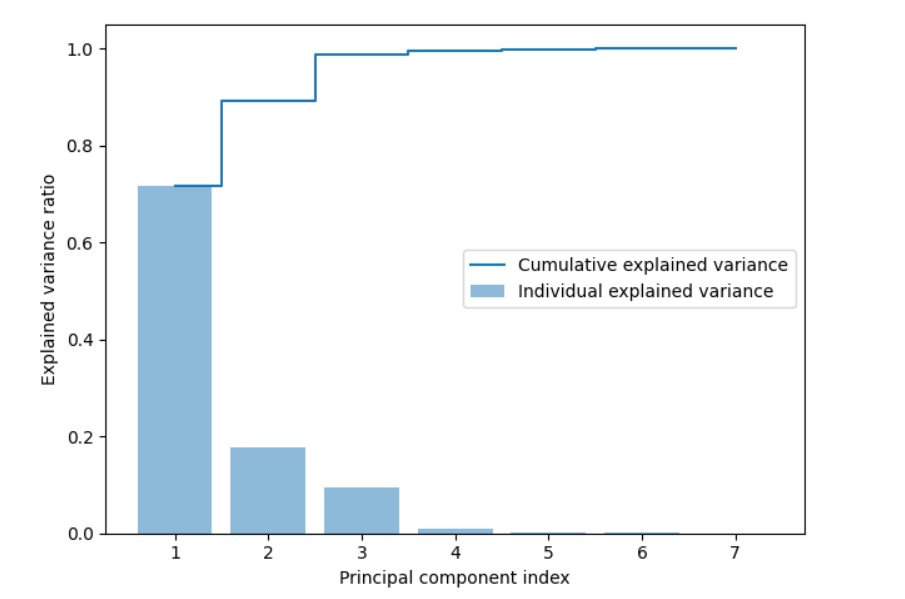 1.0
0.8
0.6
0.4
0.2
0.0
Explained variance ratio
Cumulative explained variance
Individual explained variance
1 2 3 4 5 6 7
Principal component index